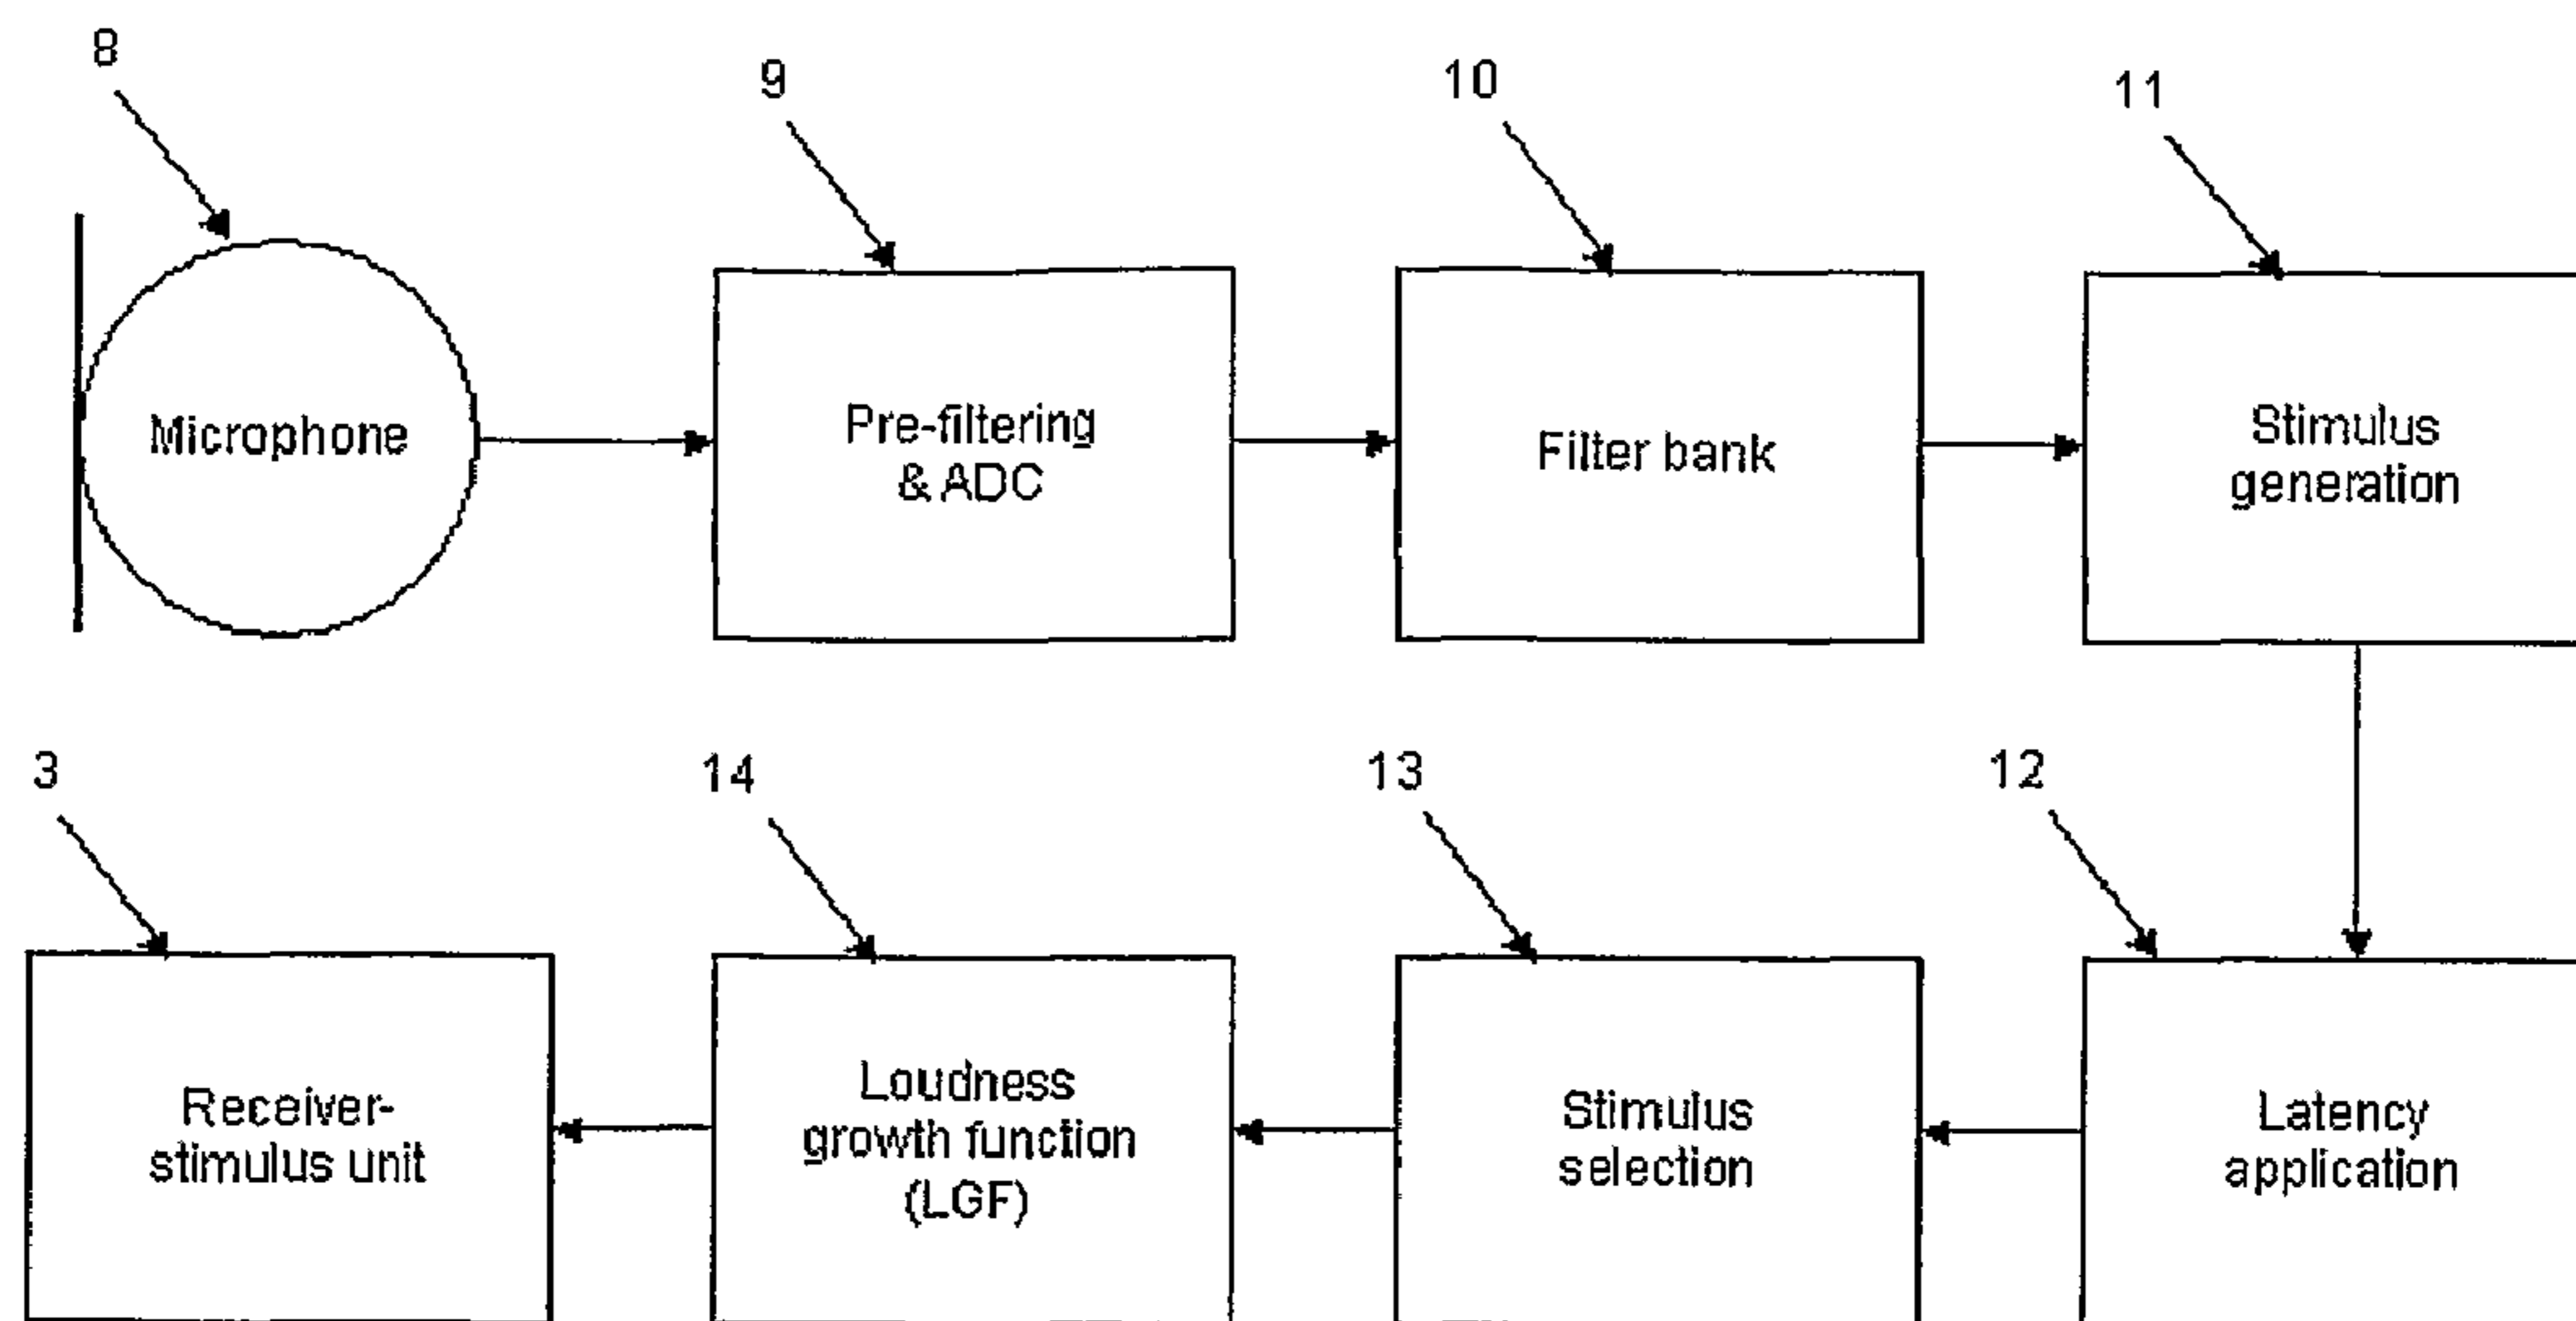 8
9
10
11
Microphone
Pre-filtering
& ADC
Filter bank
Stimulus
generation
3
14
13
12
Receiver-
stimulus unit
Loudness
growth function
(LGF)
Stimulus
selection
Latency
application